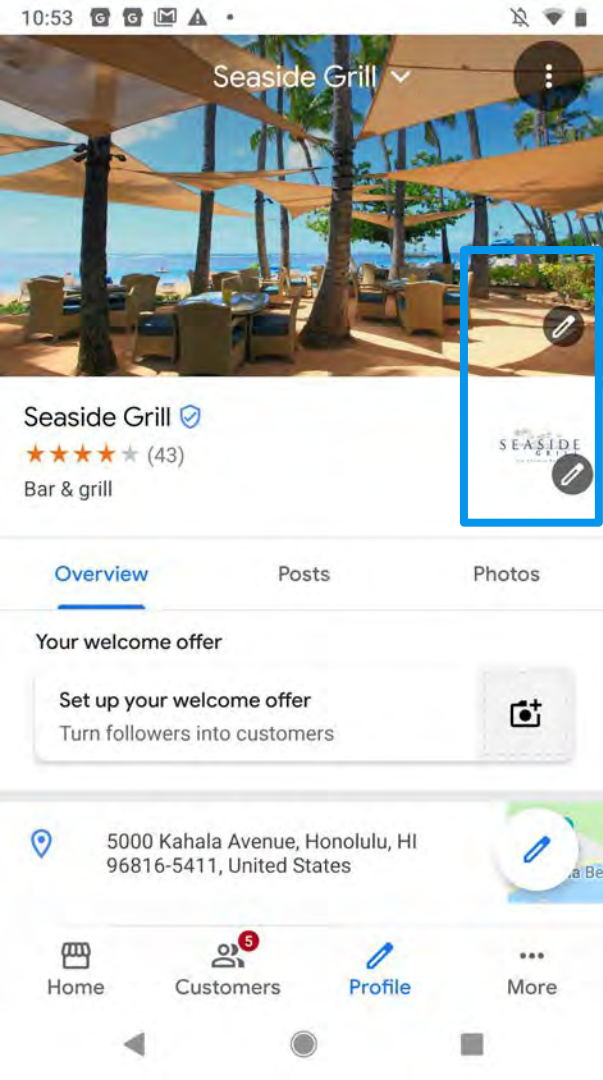 10:53
Seaside Grill
Seaside Grill
(43)
Bar & grill
SEASIDE
GRILL
Overview
Posts
Photos
Your welcome offer
Set up your welcome offer
Turn followers into customers
5000 Kahala Avenue, Honolulu, HI
96816-5411, United States
a Be
5
Home
Customers
Profile
More